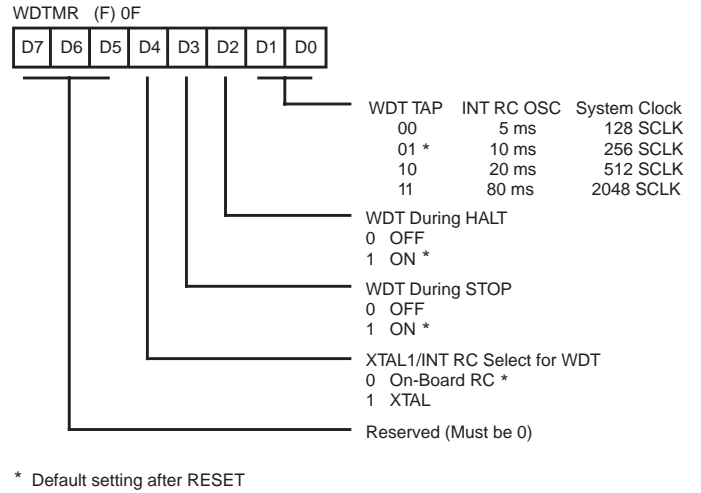 WDTMR (F) 0F
D7 D6 D5 D4 D3 D2 D1 D0
WDT TAP INT RC OSC System Clock
00 5 ms 128 SCLK
01 * 10 ms 256 SCLK
10 20 ms 512 SCLK
11 80 ms 2048 SCLK
WDT During HALT
0 OFF
1 ON *
WDT During STOP
0 OFF
1 ON *
XTAL1/INT RC Select for WDT
0 On-Board RC *
1 XTAL
Reserved (Must be 0)
* Default setting after RESET